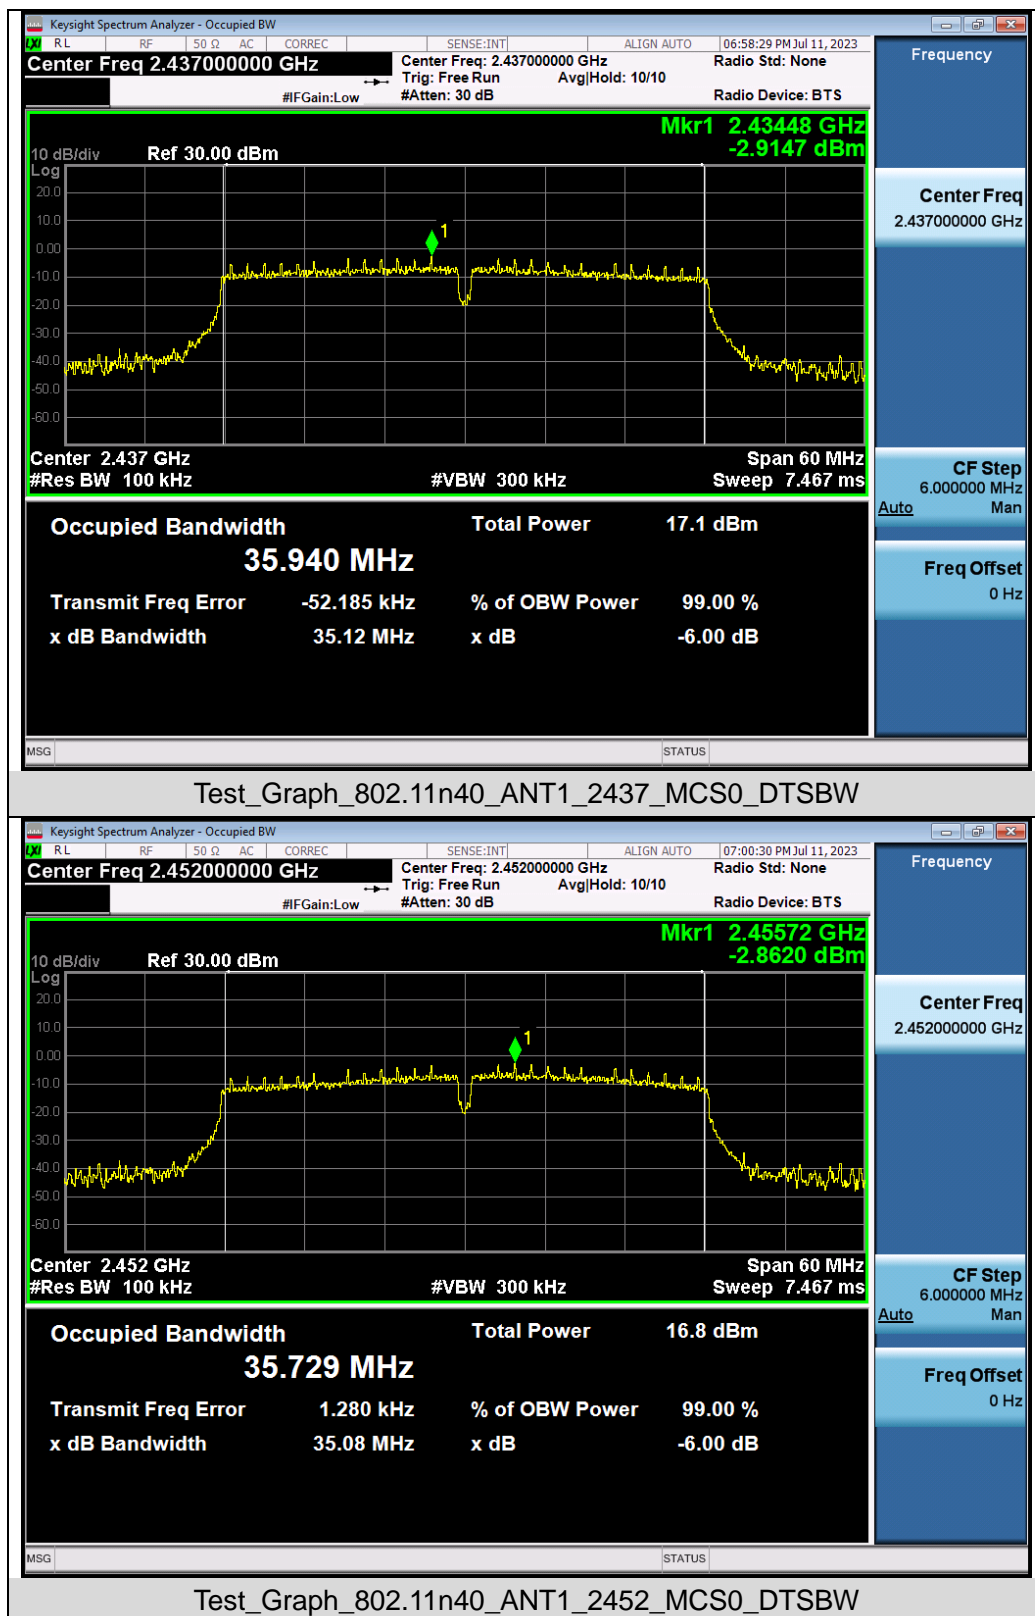 Keysight Spectrum Analyzer - Occupied BW
LXI RL RF 50 Ω AC CORREC SENSE:INT ALIGN AUTO 06:58:29 PM Jul 11, 2023
Center Freq 2.437000000 GHz
Center Freq: 2.437000000 GHz
Radio Std: None
Trig: Free Run Avg|Hold: 10/10
#IFGain:Low #Atten: 30 dB Radio Device: BTS
Frequency
Mkr1 2.43448 GHz
-2.9147 dBm
10 dB/div Ref 30.00 dBm
Log
20.0
10.0
0.00
-10.0
-20.0
-30.0
-40.0
-50.0
-60.0
1
Center 2.437 GHz Span 60 MHz
#Res BW 100 kHz #VBW 300 kHz Sweep 7.467 ms
Center Freq
2.437000000 GHz
CF Step
6.000000 MHz
Auto Man
Freq Offset
0 Hz
Occupied Bandwidth Total Power 17.1 dBm
35.940 MHz
Transmit Freq Error -52.185 kHz % of OBW Power 99.00 %
x dB Bandwidth 35.12 MHz x dB -6.00 dB
MSG STATUS
Test_Graph_802.11n40_ANT1_2437_MCS0_DTSBW
Keysight Spectrum Analyzer - Occupied BW
LXI RL RF 50 Ω AC CORREC SENSE:INT ALIGN AUTO 07:00:30 PM Jul 11, 2023
Center Freq 2.452000000 GHz
Center Freq: 2.452000000 GHz
Radio Std: None
Trig: Free Run Avg|Hold: 10/10
#IFGain:Low #Atten: 30 dB Radio Device: BTS
Frequency
Mkr1 2.45572 GHz
-2.8620 dBm
10 dB/div Ref 30.00 dBm
Log
20.0
10.0
0.00
-10.0
-20.0
-30.0
-40.0
-50.0
-60.0
1
Center 2.452 GHz Span 60 MHz
#Res BW 100 kHz #VBW 300 kHz Sweep 7.467 ms
Center Freq
2.452000000 GHz
CF Step
6.000000 MHz
Auto Man
Freq Offset
0 Hz
Occupied Bandwidth Total Power 16.8 dBm
35.729 MHz
Transmit Freq Error 1.280 kHz % of OBW Power 99.00 %
x dB Bandwidth 35.08 MHz x dB -6.00 dB
MSG STATUS
Test_Graph_802.11n40_ANT1_2452_MCS0_DTSBW